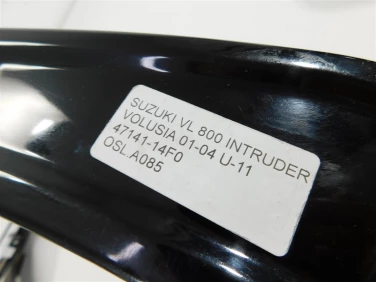 SUZUKI VL 800 INTRUDER
VOLUSIA 01-04 U-11
47141-14F0
OSL.A085